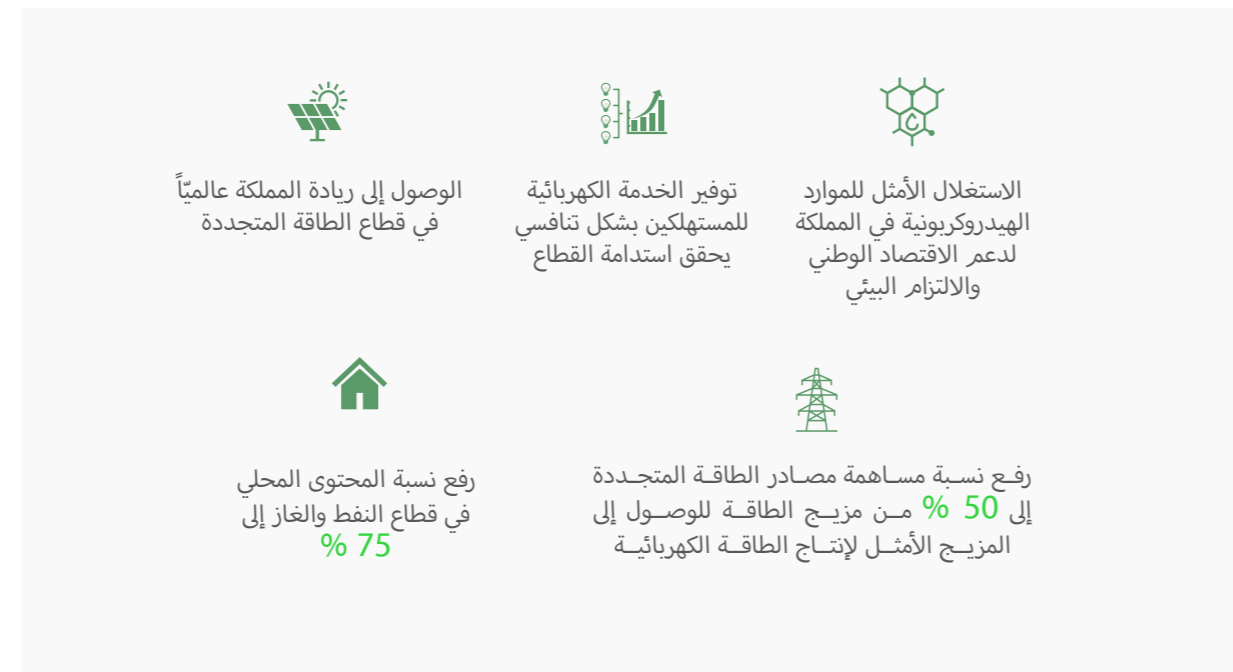 الاستغلال الأمثل للموارد
الهيدروكربونية في المملكة
لدعم الاقتصاد الوطني
والالتزام البيئي
توفير الخدمة الكهربائية
للمستهلكين بشكل تنافسي
يحقق استدامة القطاع
الوصول إلى ريادة المملكة عالميّاً
في قطاع الطاقة المتجددة
رفـع نسـبة مسـاهمة مصـادر الطاقـة المتجـددة
إلى 50 % مــن مزيــج الطاقــة للوصــول إلى
المزيــج الأمثــل لإنتــاج الطاقــة الكهربائيــة
رفع نسبة المحتوى المحلي
في قطاع النفط والغاز إلى
75 %
C